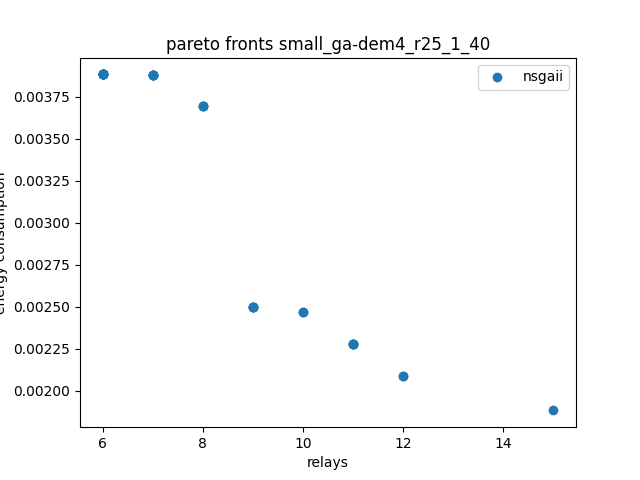 pareto fronts small_ga-dem4_r25_1_40
nsgaii
0.00375
0.00350
0.00325
0.00300
0.00275
0.00250
0.00225
0.00200
energy consumption
6 8 10 12 14
relays